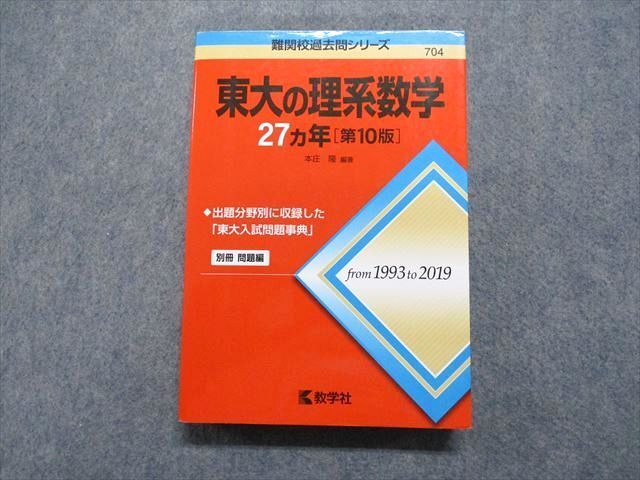 難関校過去問シリーズ
704
東大の理系数学
27カ年[第10版]
本庄 隆 編著
◆出題分野別に収録した
「東大入試問題事典」
別冊 問題編
from 1993 to 2019
教学社